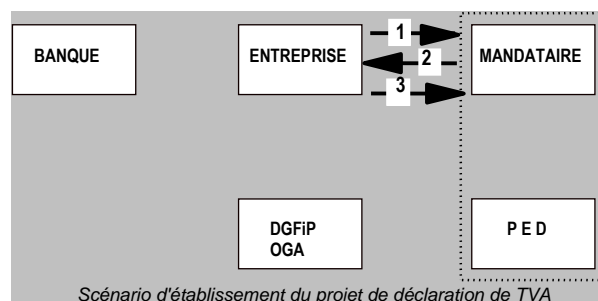 BANQUE
ENTREPRISE
1
2
3
MANDATAIRE
DGFiP
OGA
P E D
Scénario d'établissement du projet de déclaration de TVA